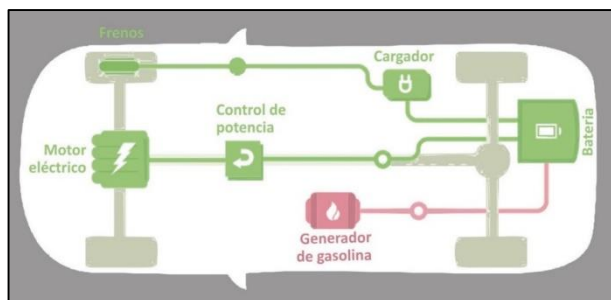 Frenos
Cargador
Control de
potencia
Motor
eléctrico
Batería
Generador
de gasolina